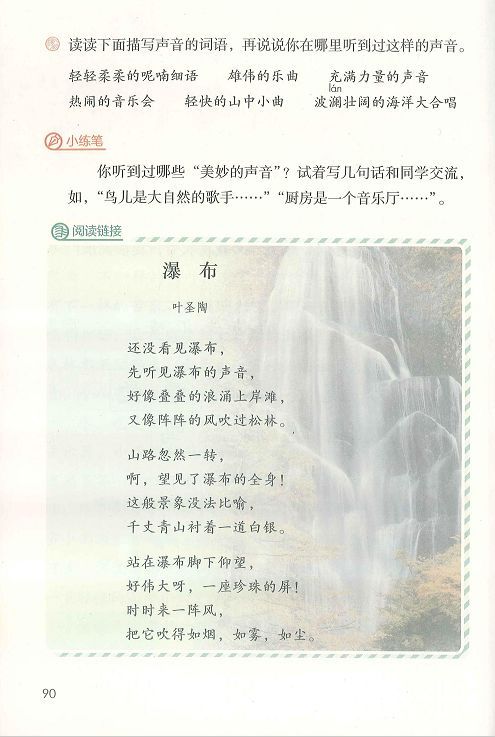 读读下面描写声音的词语，再说说你在哪里听到过这样的声音。
轻轻柔柔的呢喃细语　雄伟的乐曲　充满力量的声音
lán
热闹的音乐会　轻快的山中小曲　波澜壮阔的海洋大合唱
小练笔
你听到过哪些“美妙的声音”？试着写几句话和同学交流，
如，“鸟儿是大自然的歌手……”“厨房是一个音乐厅……”。
阅读链接
瀑布
叶圣陶
还没看见瀑布，
先听见瀑布的声音，
好像叠叠的浪涌上岸滩，
又像阵阵的风吹过松林。
山路忽然一转，
啊，望见了瀑布的全身！
这般景象没法比喻，
千丈青山衬着一道白银。
站在瀑布脚下仰望，
好伟大呀，一座珍珠的屏！
时时来一阵风，
把它吹得如烟，如雾，如尘。
90